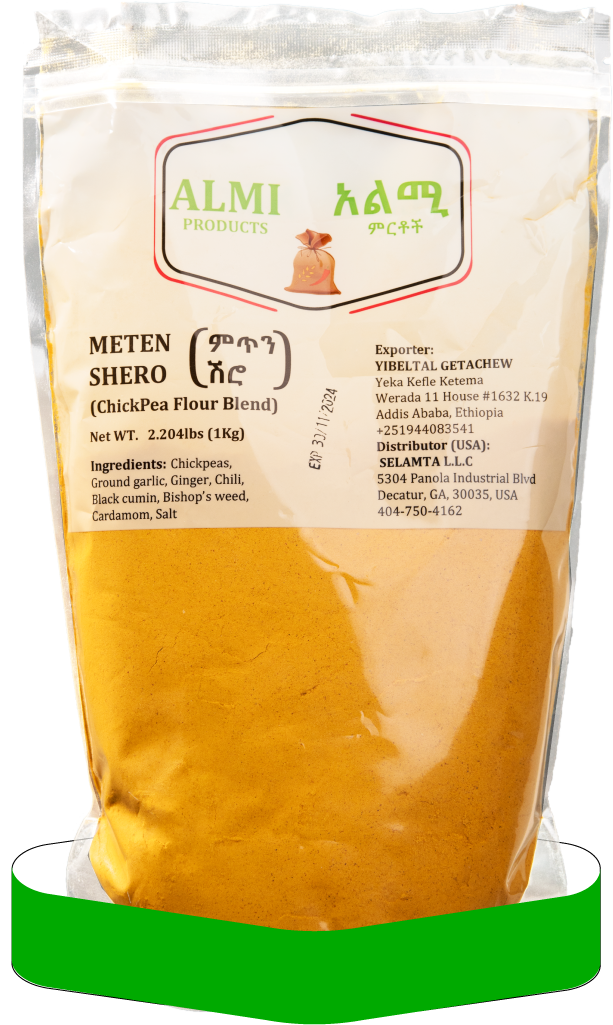 ALMI
PRODUCTS
አልሚ
ምርቶች
METEN
SHERO
(ምጥን
ሽሮ)
(ChickPea Flour Blend)
Net WT. 2.204lbs (1Kg)
Ingredients: Chickpeas,
Ground garlic, Ginger, Chili,
Black cumin, Bishop's weed,
Cardamom, Salt
EXP 30/11/2024
Exporter:
YIBELTAL GETACHEW
Yeka Kefle Ketema
Werada 11 House #1632 K.19
Addis Ababa, Ethiopia
+251944083541
Distributor (USA):
SELAMTA L.L.C
5304 Panola Industrial Blvd
Decatur, GA, 30035, USA
404-750-4162